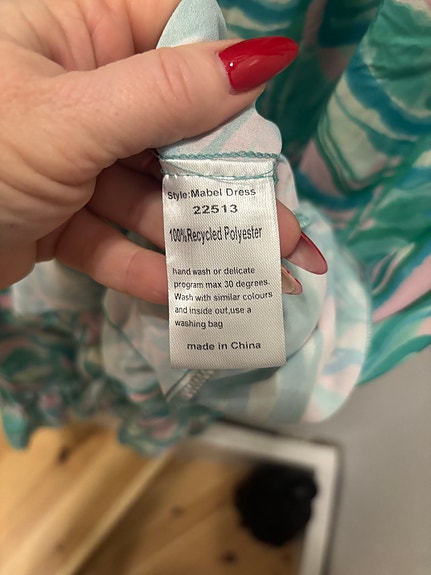 Style:Mabel Dress
22513
100%Recycled Polyester
hand wash or delicate
program max 30 degrees.
Wash with similar colours
and inside out,use a
washing bag
made in China